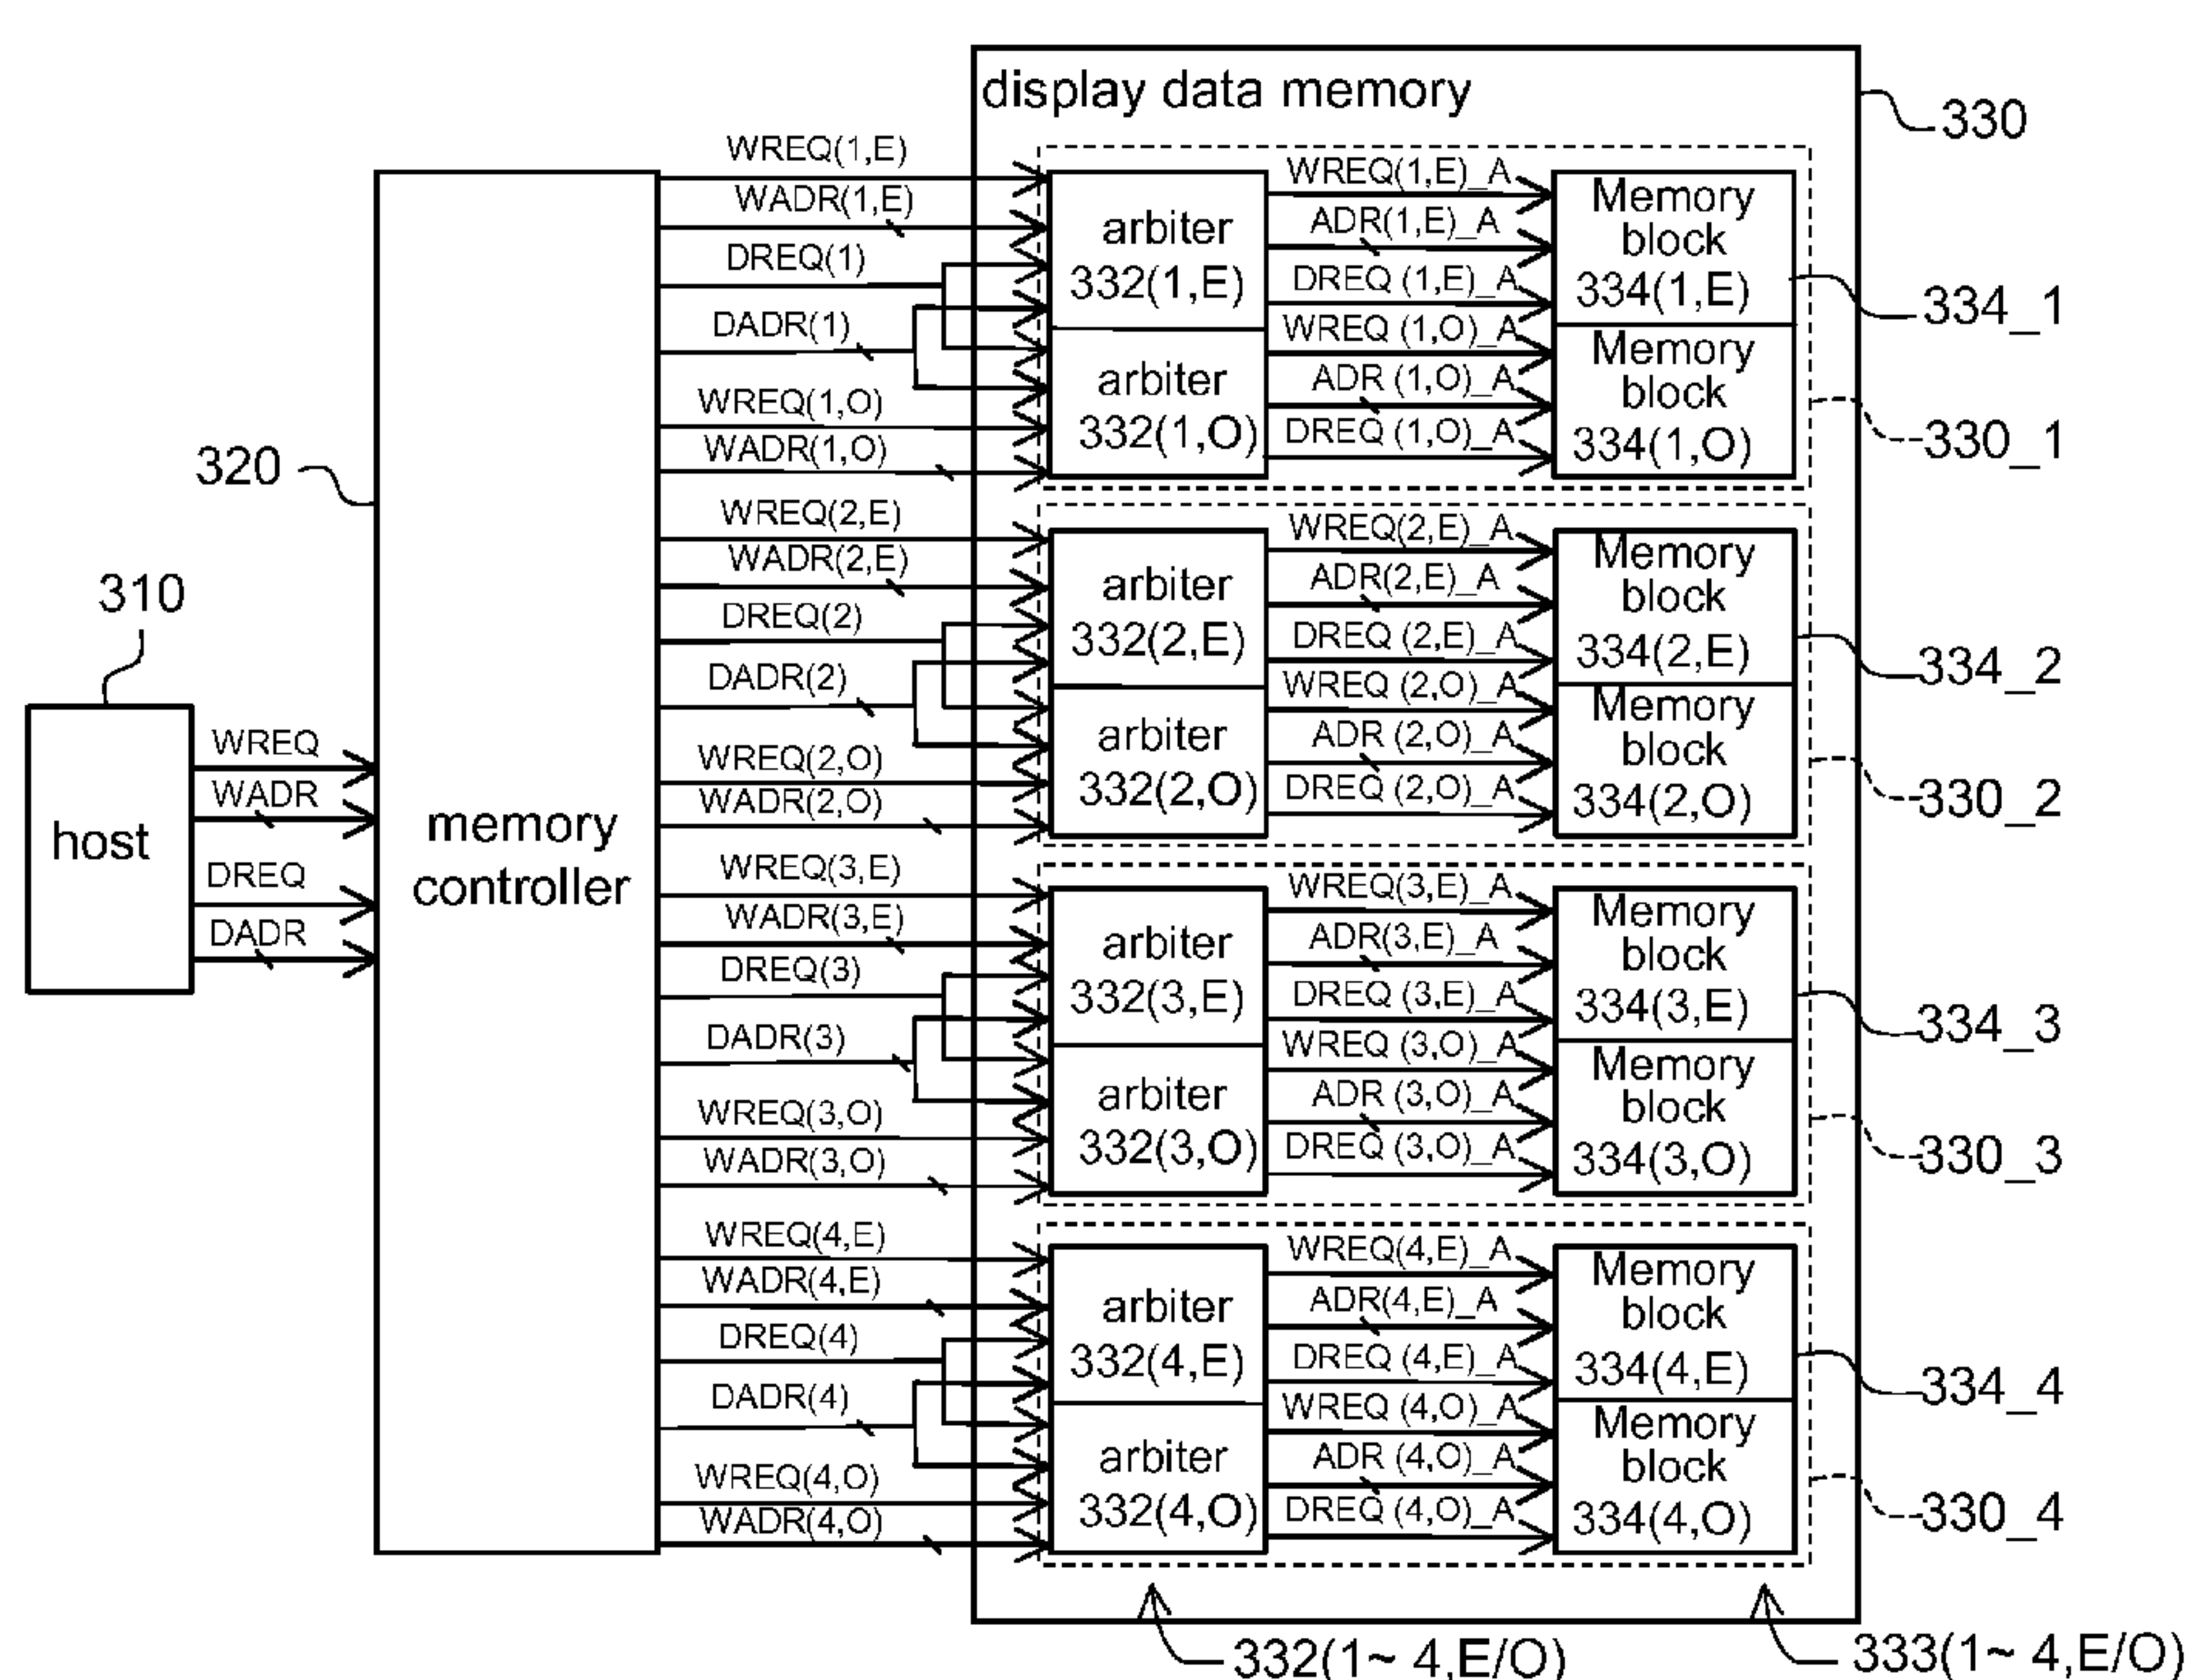 display data memory
330
310
host
WREQ
WADR
DREQ
DADR
320
memory
controller
WREQ(1,E)
WADR(1,E)
DREQ(1)
DADR(1)
WREQ(1,O)
WADR(1,O)
WREQ(2,E)
WADR(2,E)
DREQ(2)
DADR(2)
WREQ(2,O)
WADR(2,O)
WREQ(3,E)
WADR(3,E)
DREQ(3)
DADR(3)
WREQ(3,O)
WADR(3,O)
WREQ(4,E)
WADR(4,E)
DREQ(4)
DADR(4)
WREQ(4,O)
WADR(4,O)
arbiter
332(1,E)
arbiter
332(1,O)
WREQ(1,E)_A
ADR(1,E)_A
DREQ (1,E)_A
WREQ (1,O)_A
ADR (1,O)_A
DREQ (1,O)_A
Memory
block
334(1,E)
Memory
block
334(1,O)
334_1
330_1
arbiter
332(2,E)
arbiter
332(2,O)
WREQ(2,E)_A
ADR(2,E)_A
DREQ (2,E)_A
WREQ (2,O)_A
ADR (2,O)_A
DREQ (2,O)_A
Memory
block
334(2,E)
Memory
block
334(2,O)
334_2
330_2
arbiter
332(3,E)
arbiter
332(3,O)
WREQ(3,E)_A
ADR(3,E)_A
DREQ (3,E)_A
WREQ (3,O)_A
ADR (3,O)_A
DREQ (3,O)_A
Memory
block
334(3,E)
Memory
block
334(3,O)
334_3
330_3
arbiter
332(4,E)
arbiter
332(4,O)
WREQ(4,E)_A
ADR(4,E)_A
DREQ (4,E)_A
WREQ (4,O)_A
ADR (4,O)_A
DREQ (4,O)_A
Memory
block
334(4,E)
Memory
block
334(4,O)
334_4
330_4
332(1~ 4,E/O)
333(1~ 4,E/O)